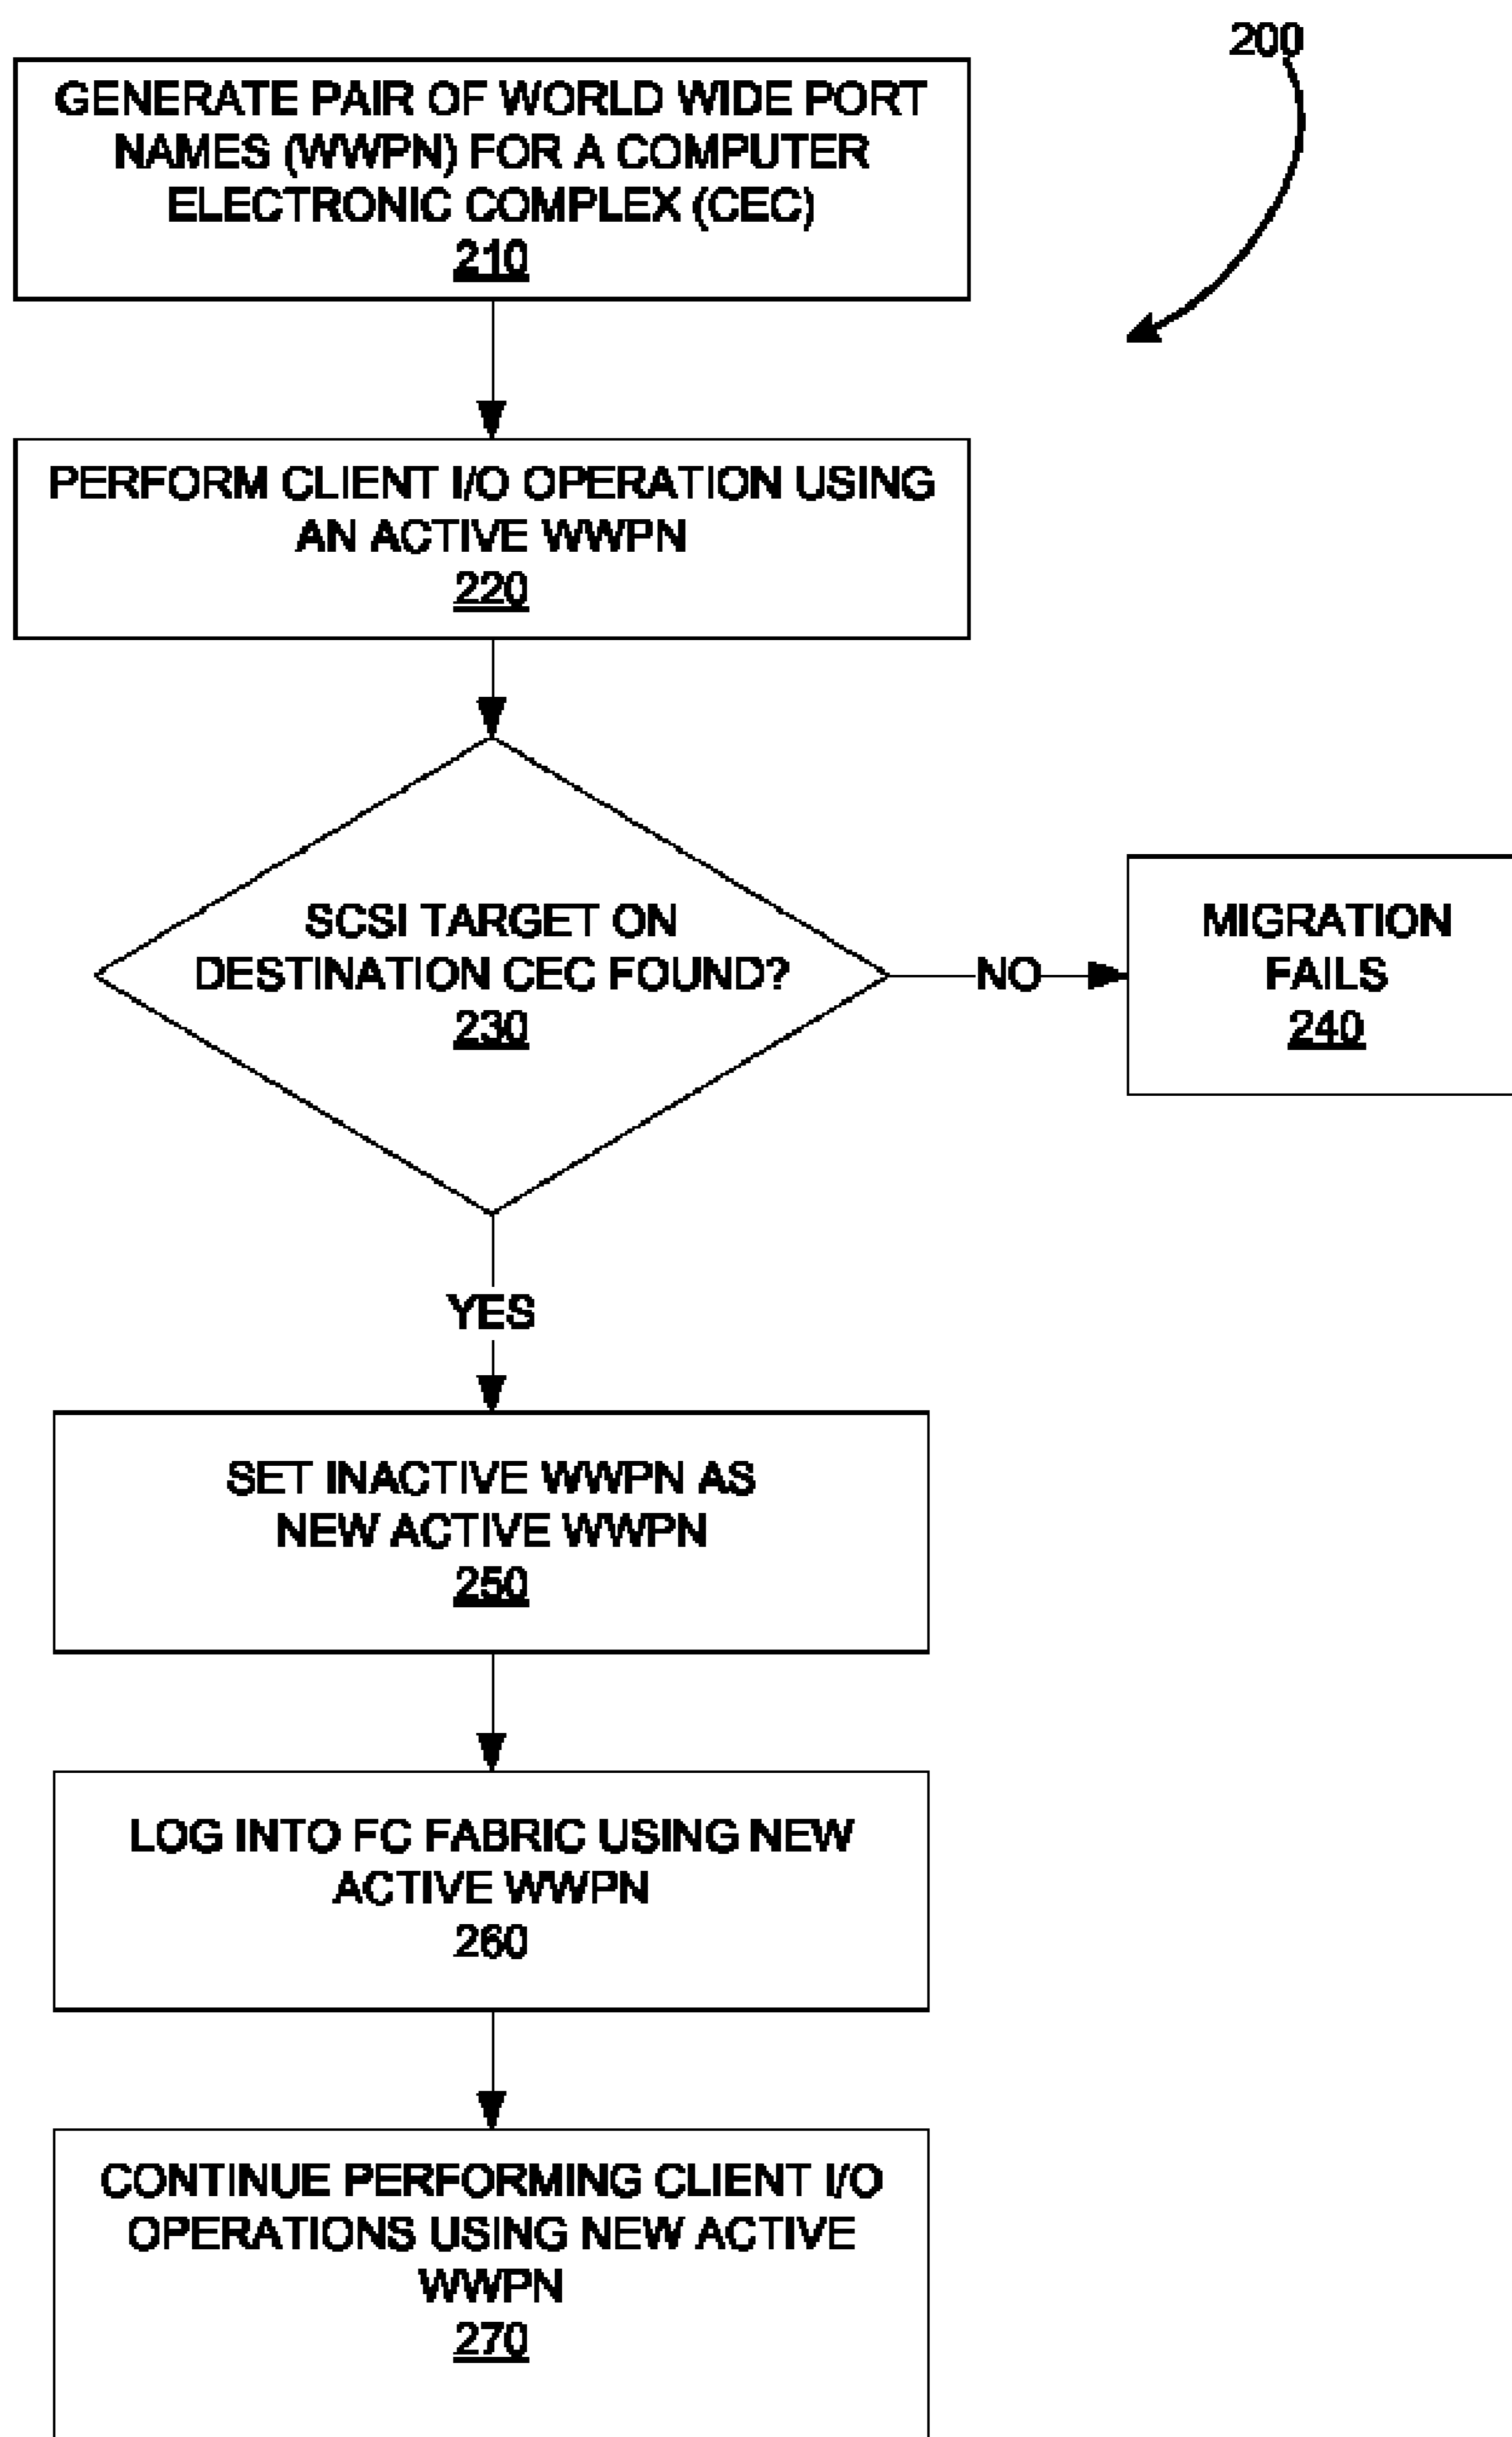 200
GENERATE PAIR OF WORLD WIDE PORT
NAMES (WWPN) FOR A COMPUTER
ELECTRONIC COMPLEX (CEC)
210
PERFORM CLIENT I/O OPERATION USING
AN ACTIVE WWPN
220
SCSI TARGET ON
DESTINATION CEC FOUND?
230
NO
MIGRATION
FAILS
240
YES
SET INACTIVE WWPN AS
NEW ACTIVE WWPN
250
LOG INTO FC FABRIC USING NEW
ACTIVE WWPN
260
CONTINUE PERFORMING CLIENT I/O
OPERATIONS USING NEW ACTIVE
WWPN
270